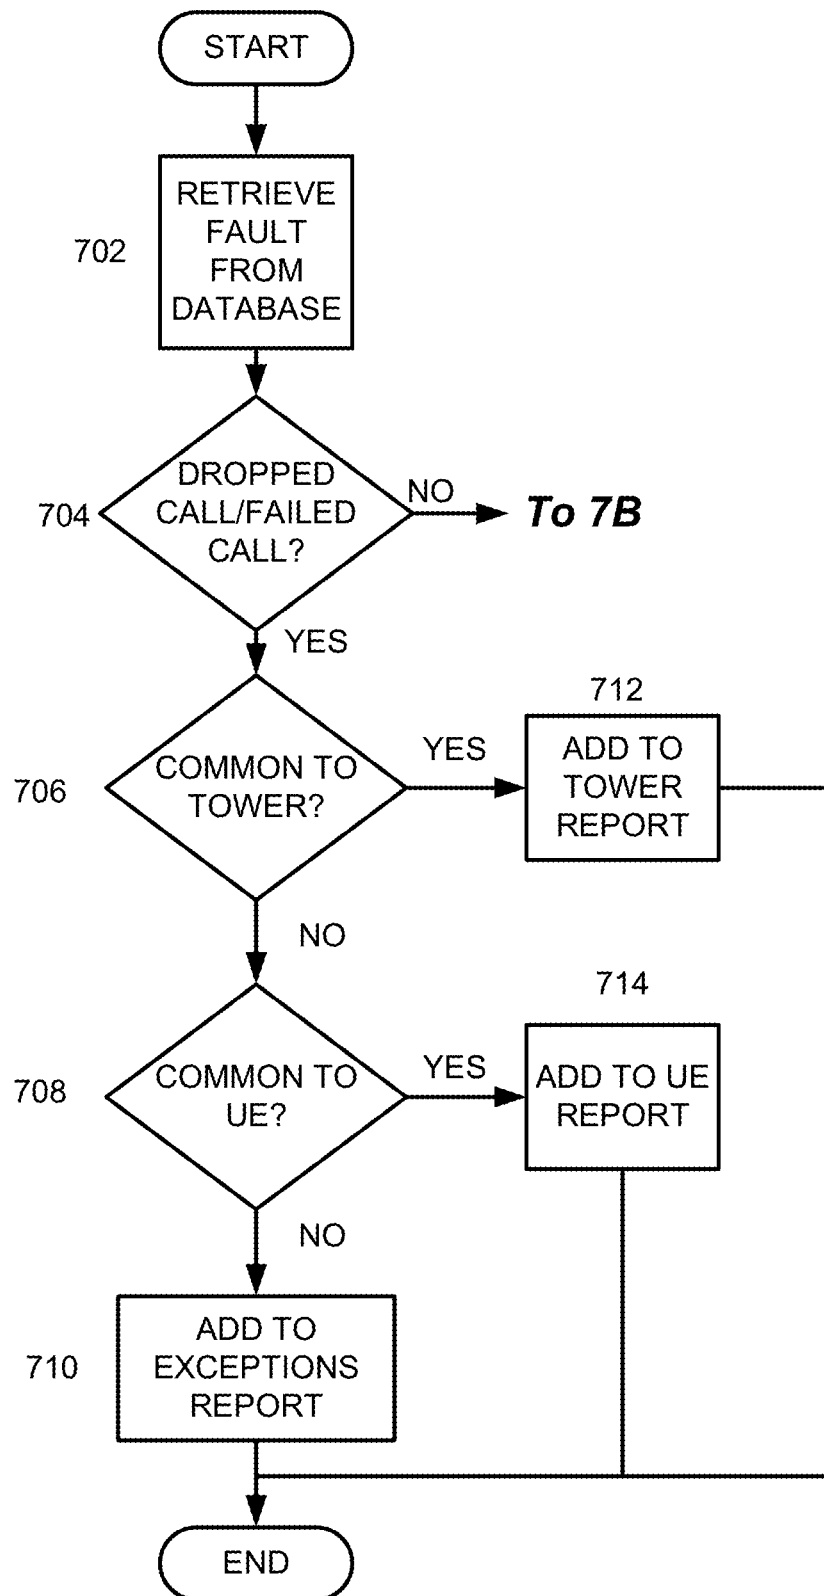 START
702
RETRIEVE
FAULT
FROM
DATABASE
704
DROPPED
CALL/FAILED
CALL?
NO
To 7B
YES
706
COMMON TO
TOWER?
YES
712
ADD TO
TOWER
REPORT
NO
708
COMMON TO
UE?
YES
714
ADD TO UE
REPORT
NO
710
ADD TO
EXCEPTIONS
REPORT
END